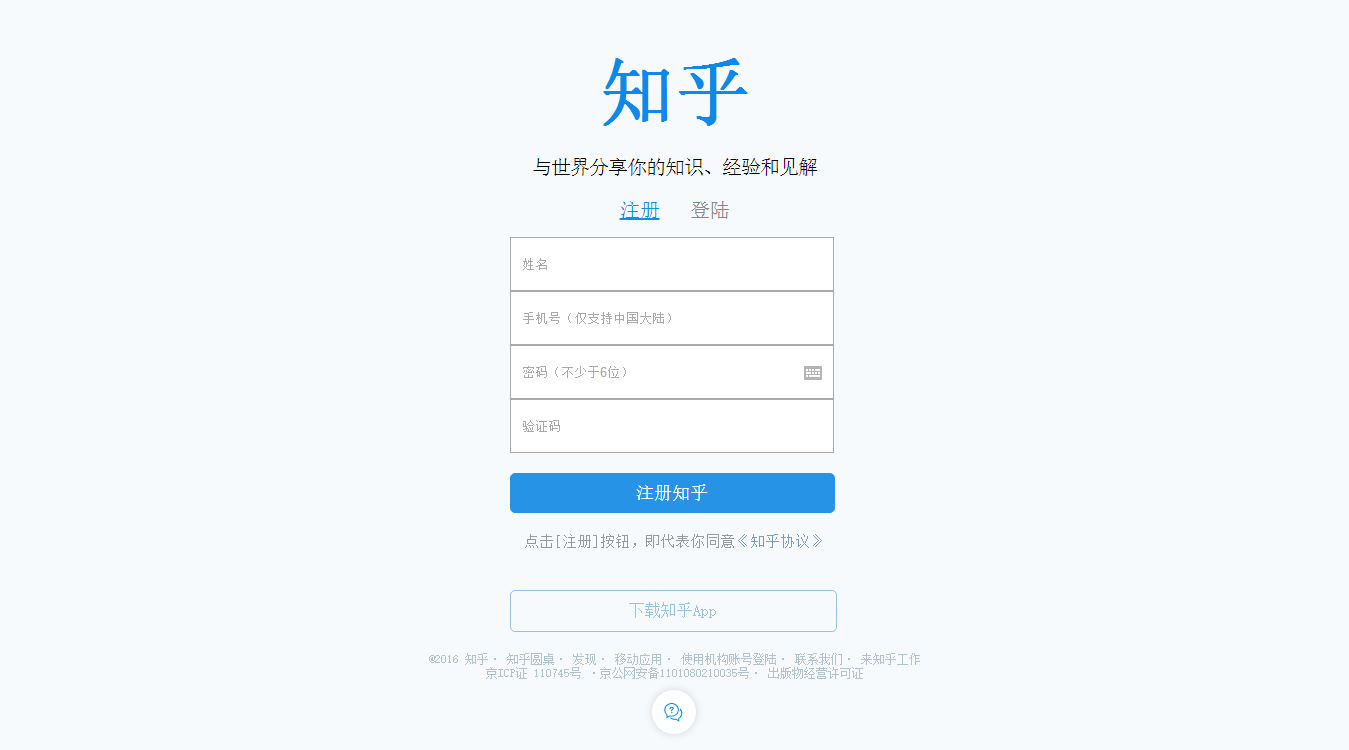 知乎
与世界分享你的知识、经验和见解
注册 登陆
姓名
手机号（仅支持中国大陆）
密码（不少于6位）
验证码
注册知乎
点击[注册]按钮，即代表你同意《知乎协议》
下载知乎App
©2016 知乎· 知乎圆桌· 发现· 移动应用· 使用机构账号登陆· 联系我们· 来知乎工作
京ICP证 110745号 ·京公网安备1101080210035号· 出版物经营许可证